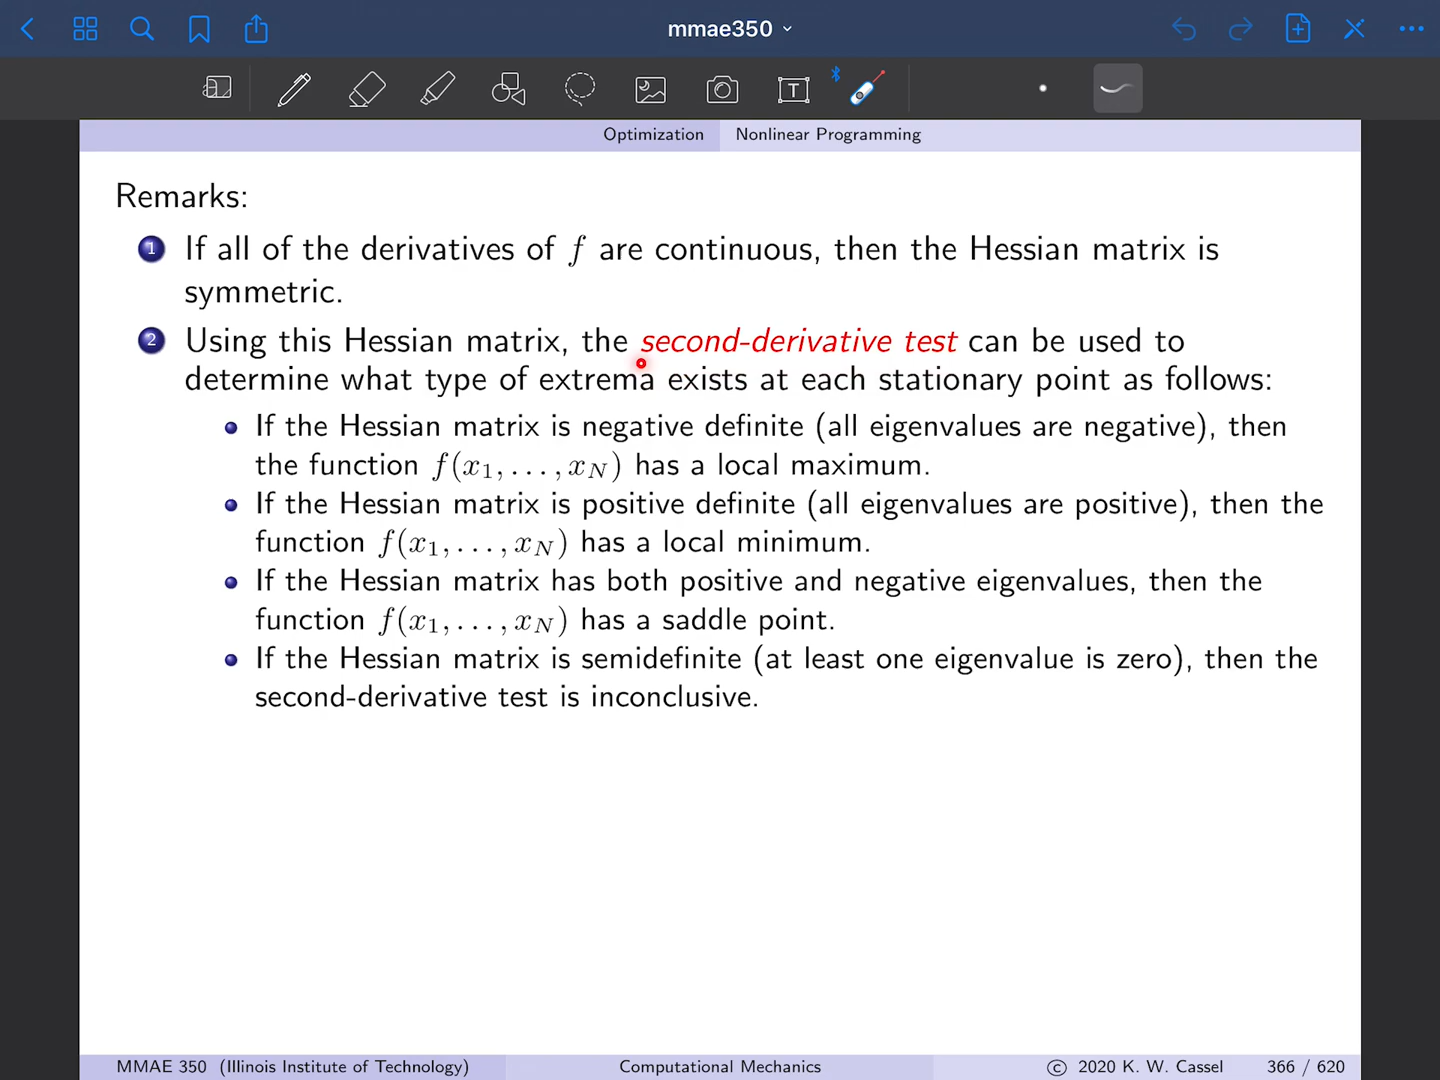 mmae350
Optimization Nonlinear Programming
Remarks:
1 If all of the derivatives of f are continuous, then the Hessian matrix is
symmetric.
2 Using this Hessian matrix, the second-derivative test can be used to
determine what type of extrema exists at each stationary point as follows:
If the Hessian matrix is negative definite (all eigenvalues are negative), then
the function f(x₁, . . . , x_N) has a local maximum.
If the Hessian matrix is positive definite (all eigenvalues are positive), then the
function f(x₁, . . . , x_N) has a local minimum.
If the Hessian matrix has both positive and negative eigenvalues, then the
function f(x₁, . . . , x_N) has a saddle point.
If the Hessian matrix is semidefinite (at least one eigenvalue is zero), then the
second-derivative test is inconclusive.
MMAE 350 (Illinois Institute of Technology) Computational Mechanics © 2020 K. W. Cassel 366 / 620